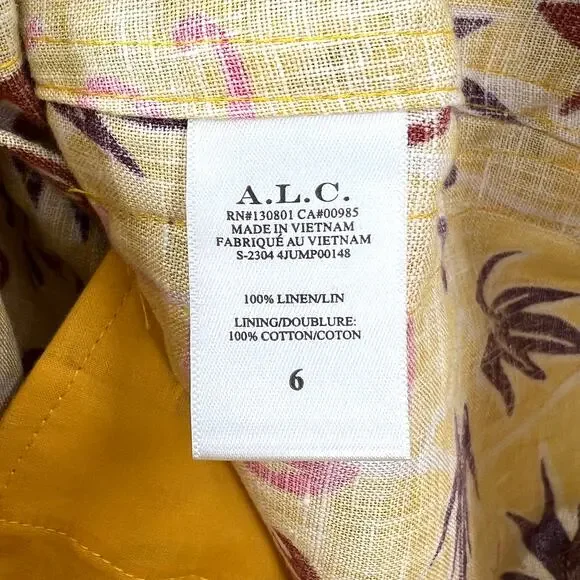 A.L.C.
RN#130801 CA#00985
MADE IN VIETNAM
FABRIQUÉ AU VIETNAM
S-2304 4JUMP00148
100% LINEN/LIN
LINING/DOUBLURE:
100% COTTON/COTON
6